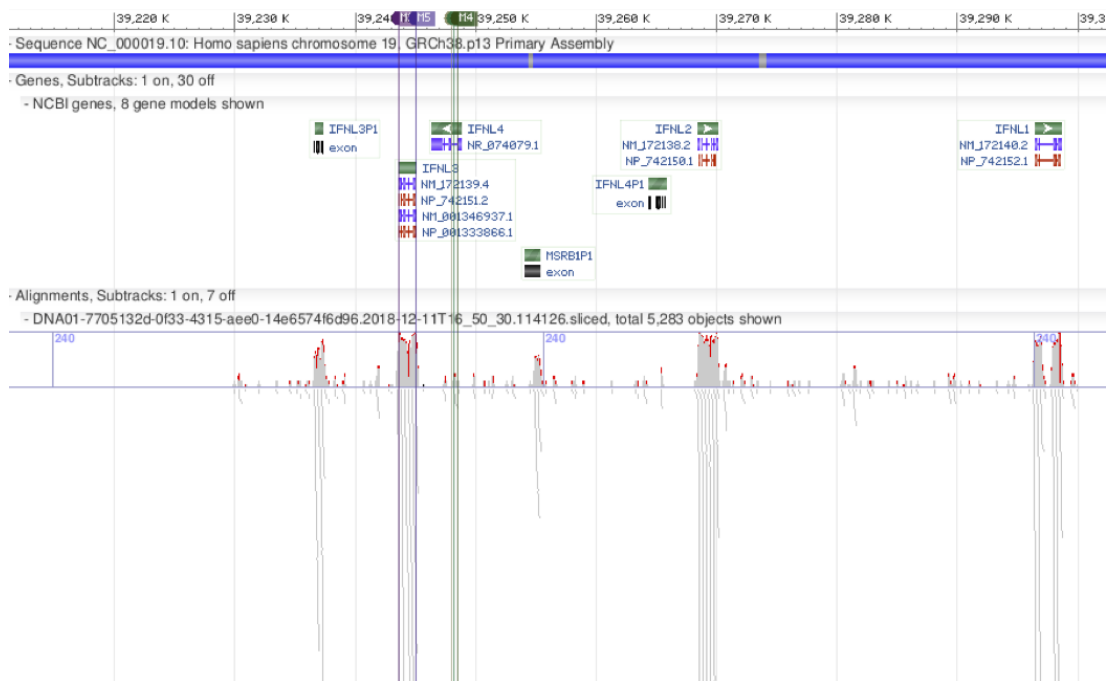 39,220 K 39,230 K 39,240 39,250 K 39,260 K 39,270 K 39,280 K 39,290 K 39,3
M5 M4
- Sequence NC_000019.10: Homo sapiens chromosome 19, GRCh38.p13 Primary Assembly
- Genes, Subtracks: 1 on, 30 off
- NCBI genes, 8 gene models shown
IFNL3P1 IFNL4 IFNL2 IFNL1
exon NR_074079.1 NM_172138.2 NM_172140.2
IFNL3 NP_742150.1 NP_742152.1
NM_172139.4 IFNL4P1
NP_742151.2 exon
NM_001346937.1
NP_001333866.1
MSRB1P1
exon
- Alignments, Subtracks: 1 on, 7 off
- DNA01-7705132d-0f33-4315-aee0-14e6574f6d96.2018-12-11T16_50_30.114126.sliced, total 5,283 objects shown
240 240 240